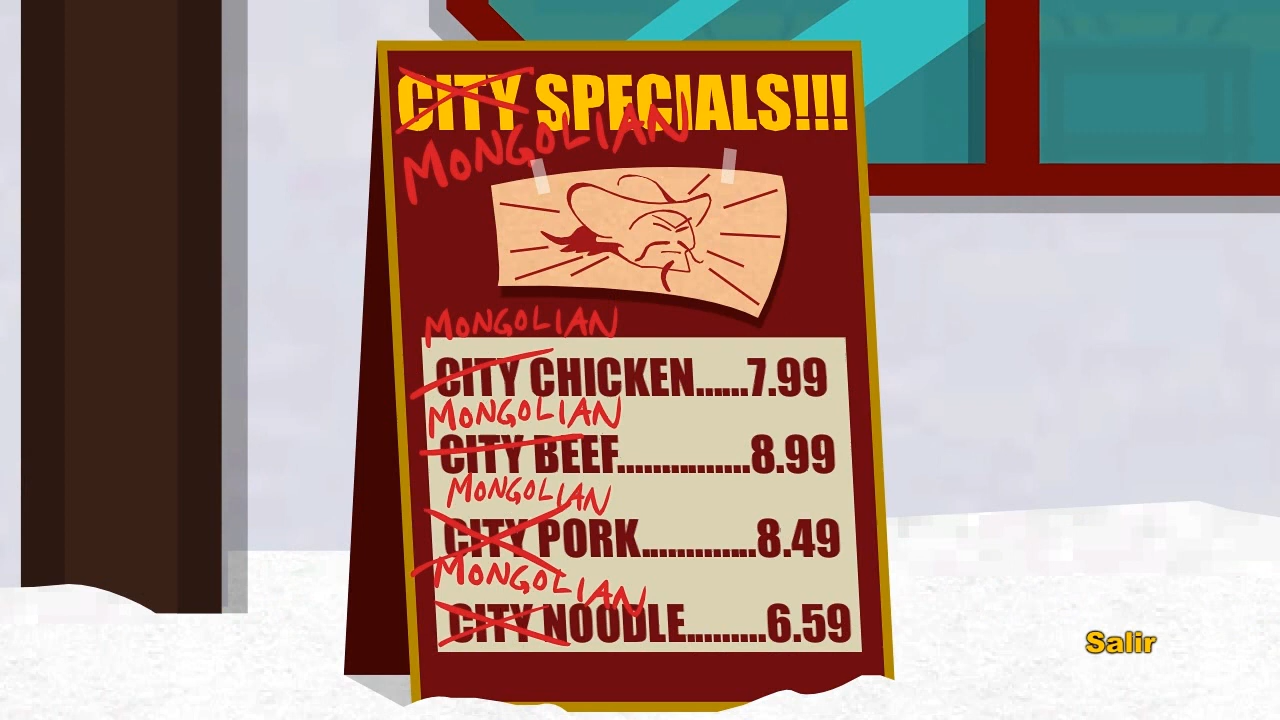 CITY SPECIALS!!!
MONGOLIAN
MONGOLIAN
CITY CHICKEN......7.99
MONGOLIAN
CITY BEEF...............8.99
MONGOLIAN
CITY PORK.............8.49
MONGOLIAN
CITY NOODLE.........6.59
Salir